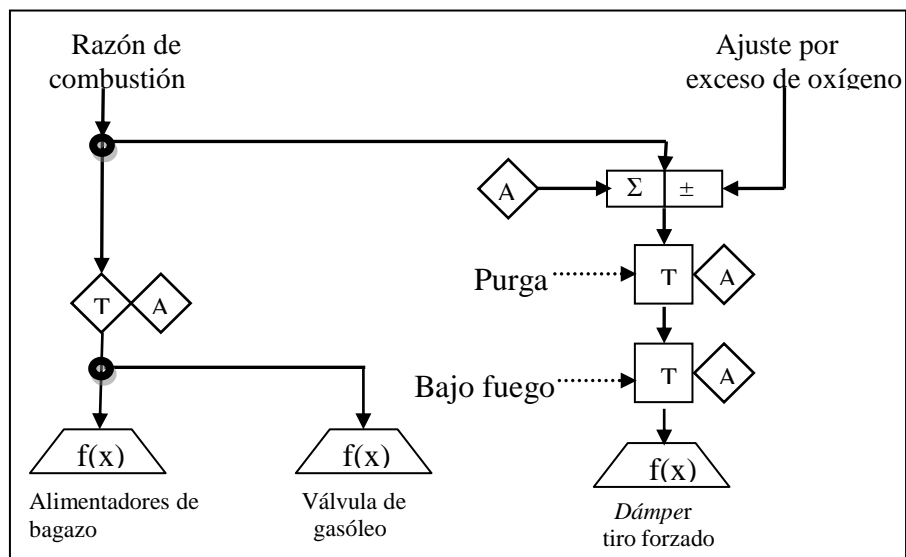 Razón de
combustión
Ajuste por
exceso de oxígeno
A
Σ ±
Purga
T A
T A
Bajo fuego
T A
f(x)
f(x)
f(x)
Alimentadores de
bagazo
Válvula de
gasóleo
Dámper
tiro forzado